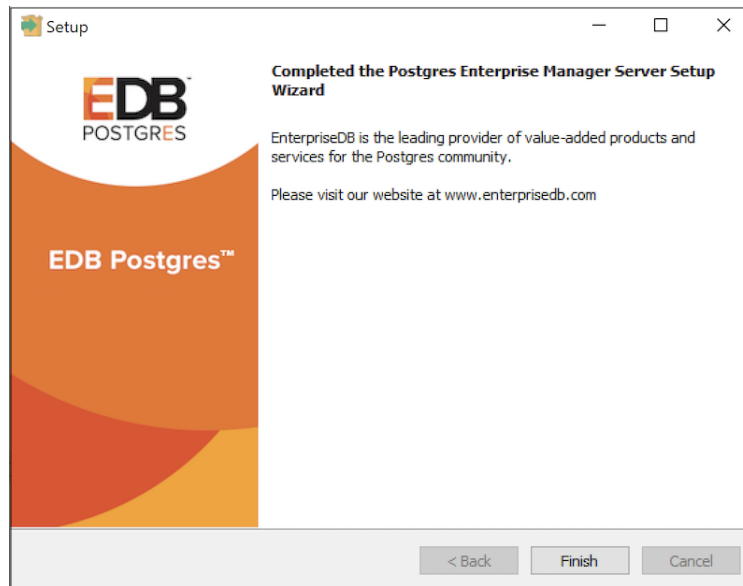 Setup
EDB
POSTGRES
EDB Postgres™
Completed the Postgres Enterprise Manager Server Setup
Wizard
EnterpriseDB is the leading provider of value-added products and
services for the Postgres community.
Please visit our website at www.enterprisedb.com
< Back
Finish
Cancel